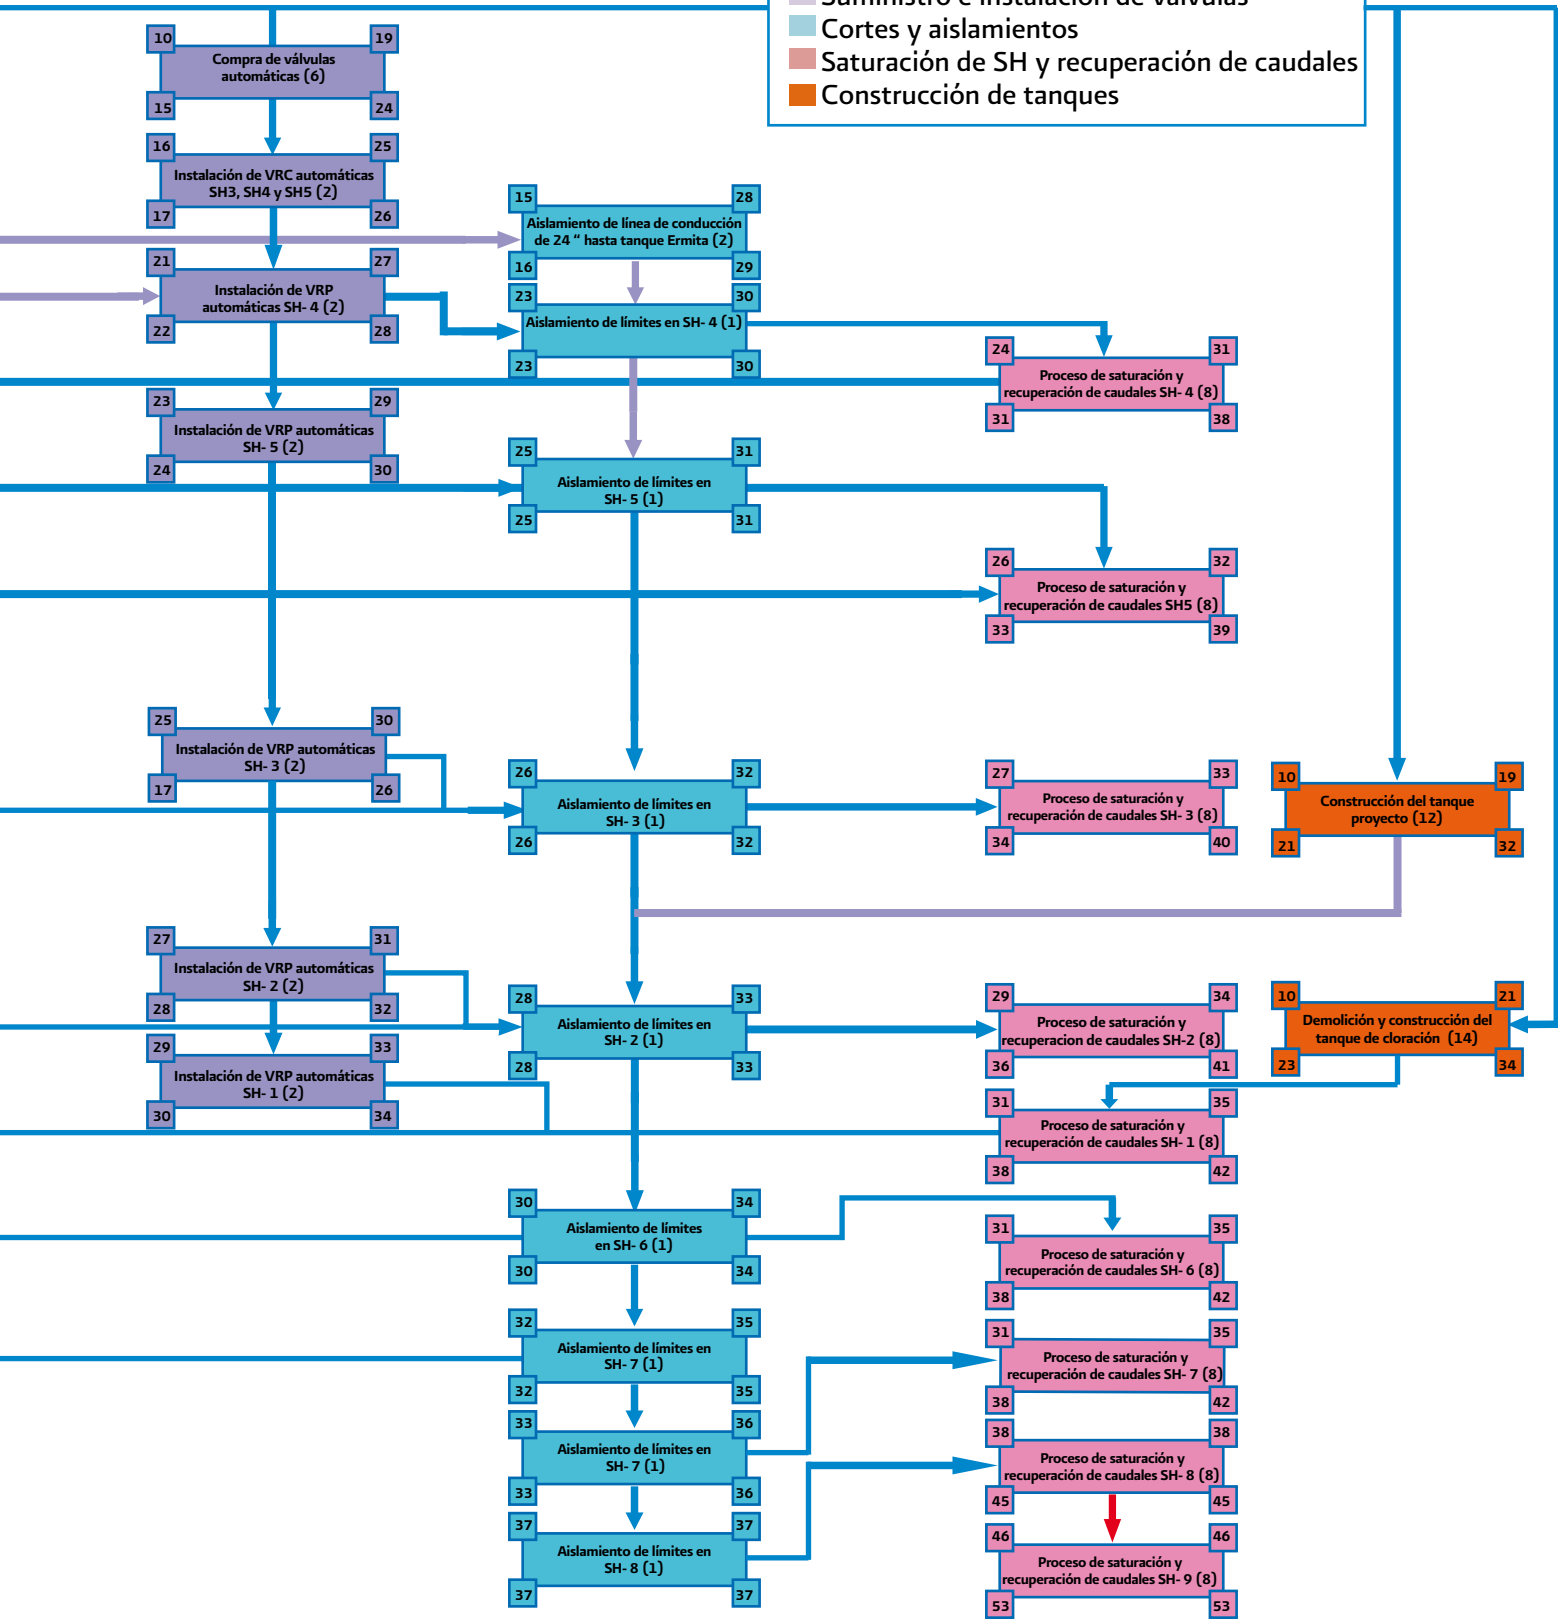 Suministro e instalación de válvulas
Cortes y aislamientos
Saturación de SH y recuperación de caudales
Construcción de tanques
10
19
Compra de válvulas
automáticas (6)
15
24
16
25
Instalación de VRC automáticas
SH3, SH4 y SH5 (2)
17
26
21
27
Instalación de VRP
automáticas SH- 4 (2)
22
28
23
29
Instalación de VRP automáticas
SH- 5 (2)
24
30
25
30
Instalación de VRP automáticas
SH- 3 (2)
17
26
27
31
Instalación de VRP automáticas
SH- 2 (2)
28
32
29
33
Instalación de VRP automáticas
SH- 1 (2)
30
34
15
28
Aislamiento de línea de conducción
de 24 “ hasta tanque Ermita (2)
16
29
23
30
Aislamiento de límites en SH- 4 (1)
23
30
25
31
Aislamiento de límites en
SH- 5 (1)
25
31
26
32
Aislamiento de límites en
SH- 3 (1)
26
32
28
33
Aislamiento de límites en
SH- 2 (1)
28
33
30
34
Aislamiento de límites
en SH- 6 (1)
30
34
32
35
Aislamiento de límites en
SH- 7 (1)
32
35
33
36
Aislamiento de límites en
SH- 7 (1)
33
36
37
37
Aislamiento de límites en
SH- 8 (1)
37
37
24
31
Proceso de saturación y
recuperación de caudales SH- 4 (8)
31
38
26
32
Proceso de saturación y
recuperación de caudales SH5 (8)
33
39
27
33
Proceso de saturación y
recuperación de caudales SH- 3 (8)
34
40
29
34
Proceso de saturación y
recuperacion de caudales SH-2 (8)
36
41
31
35
Proceso de saturación y
recuperación de caudales SH- 1 (8)
38
42
31
35
Proceso de saturación y
recuperación de caudales SH- 6 (8)
38
42
31
35
Proceso de saturación y
recuperación de caudales SH- 7 (8)
38
42
38
38
Proceso de saturación y
recuperación de caudales SH- 8 (8)
45
45
46
46
Proceso de saturación y
recuperación de caudales SH- 9 (8)
53
53
10
19
Construcción del tanque
proyecto (12)
21
32
10
21
Demolición y construcción del
tanque de cloración (14)
23
34